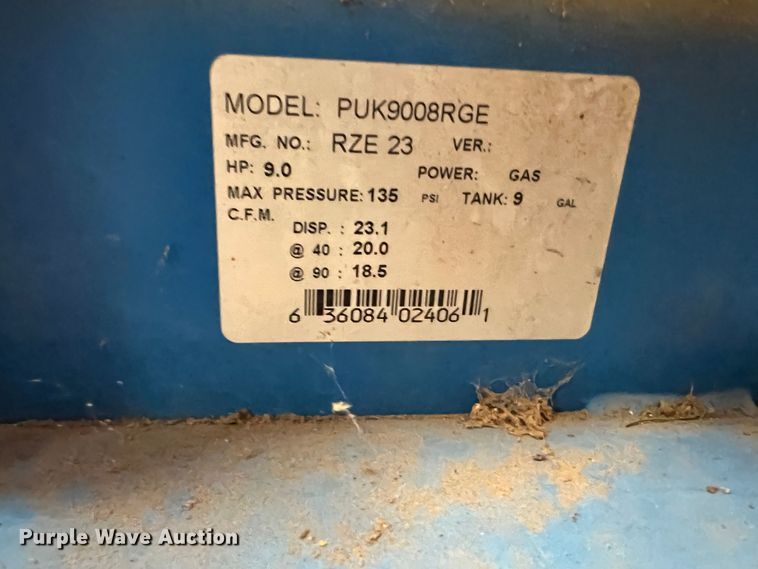 MODEL: PUK9008RGE
MFG. NO.: RZE 23 VER.:
HP: 9.0 POWER: GAS
MAX PRESSURE: 135 PSI TANK: 9 GAL
C.F.M.
DISP. : 23.1
@ 40 : 20.0
@ 90 : 18.5
6 36084 02406 1
Purple Wave Auction